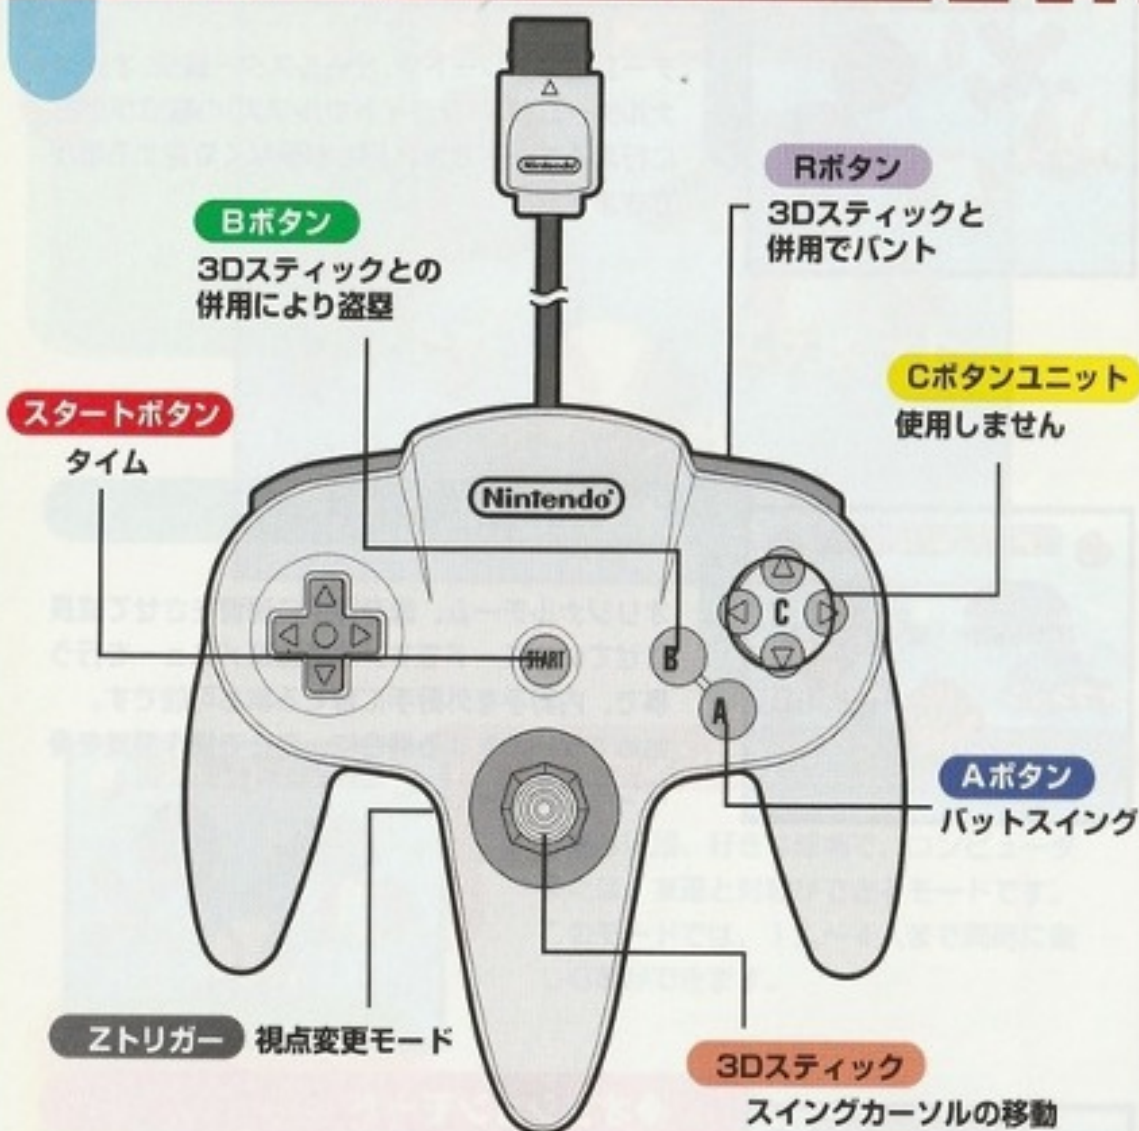 Nintendo
Rボタン
3Dスティックと
併用でバント
Bボタン
3Dスティックとの
併用により盗塁
Cボタンユニット
使用しません
スタートボタン
タイム
Nintendo
C
START
B
A
Aボタン
バットスイング
Zトリガー 視点変更モード
3Dスティック
スイングカーソルの移動